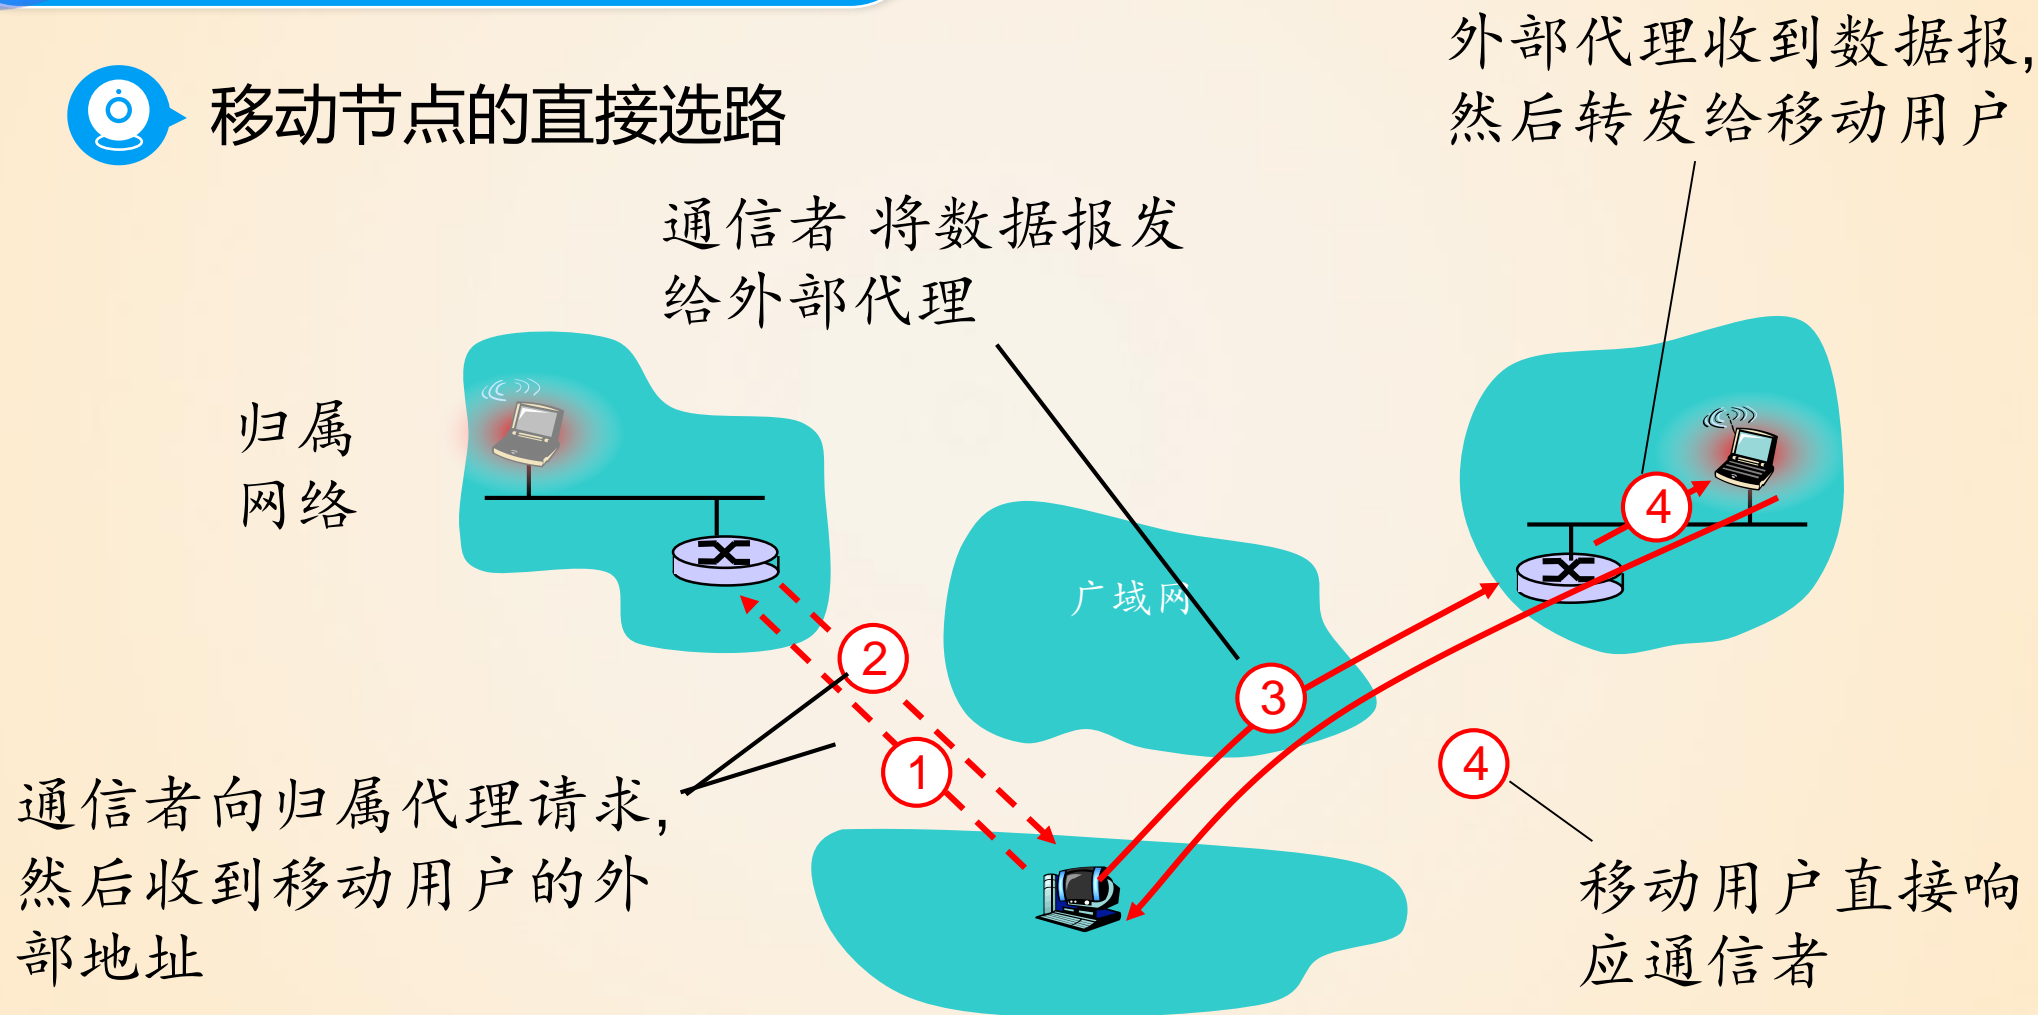 移动节点的直接选路
外部代理收到数据报,
然后转发给移动用户
通信者 将数据报发
给外部代理
归属
网络
广域网
4
2
3
1
4
通信者向归属代理请求,
然后收到移动用户的外
部地址
移动用户直接响
应通信者